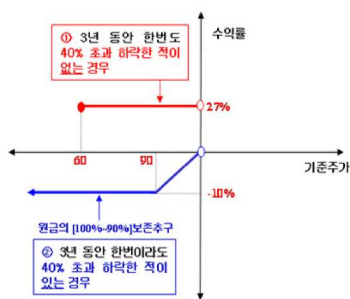 수익률
① 3년 동안 한번도
40% 초과 하락한 적이
없는 경우
27%
60
90
기준주가
-10%
원금의 [100%~90%]보존추구
② 3년 동안 한번이라도
40% 초과 하락한 적이
있는 경우